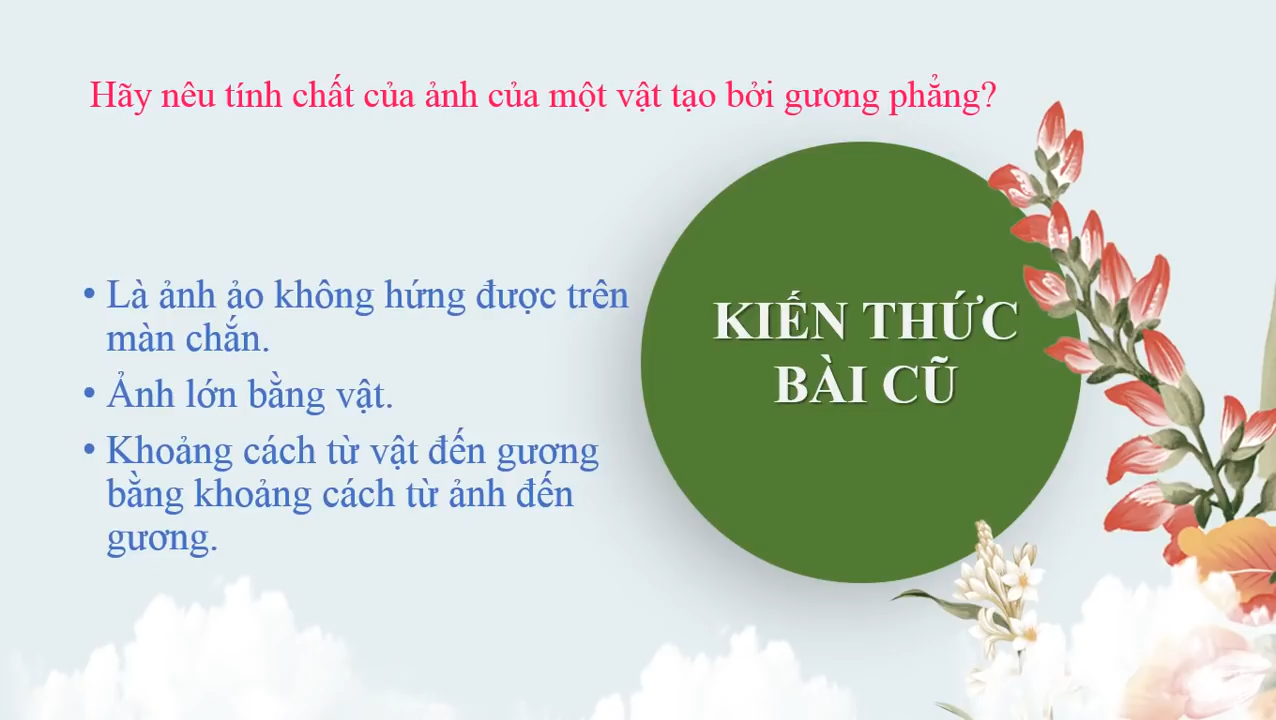 Hãy nêu tính chất của ảnh của một vật tạo bởi gương phẳng?
• Là ảnh ảo không hứng được trên
màn chắn.
• Ảnh lớn bằng vật.
• Khoảng cách từ vật đến gương
bằng khoảng cách từ ảnh đến
gương.
KIẾN THỨC
BÀI CŨ